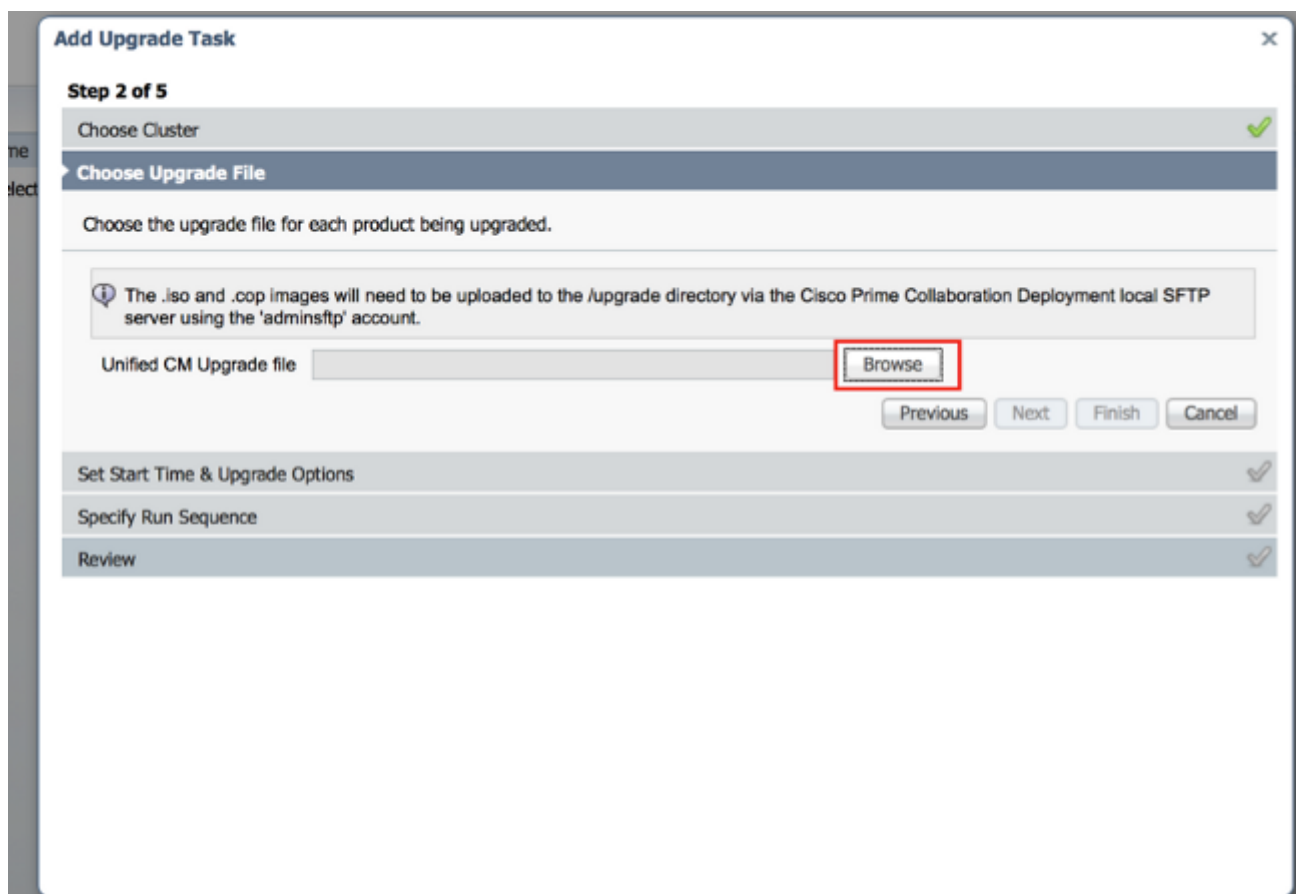 Add Upgrade Task
Step 2 of 5
Choose Cluster
Choose Upgrade File
Choose the upgrade file for each product being upgraded.
The .iso and .cop images will need to be uploaded to the /upgrade directory via the Cisco Prime Collaboration Deployment local SFTP
server using the 'adminsftp' account.
Unified CM Upgrade file Browse
Previous Next Finish Cancel
Set Start Time & Upgrade Options
Specify Run Sequence
Review